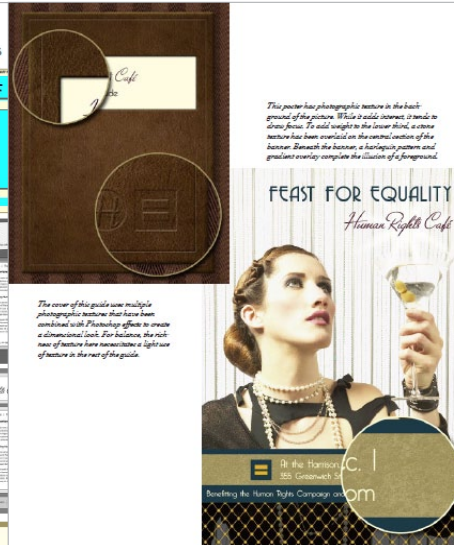 Café
de
This poster has photographic texture in the back-
ground of the picture. While it adds interest, it tends to
draw focus. To add weight to the lower third, a stone
texture has been overlaid on the central section of the
banner. Beneath the banner, a harlequin pattern and
gradient overlay complete the illusion of a foreground.
FEAST FOR EQUALITY
Human Rights Café
The cover of this guide uses multiple
photographic textures that have been
combined with Photoshop effects to create
a dimensional look. For balance, the rich-
ness of texture here necessitates a light use
of texture in the rest of the guide.
At the Harrison,
355 Greenwich St
c. |
Benefitting the Human Rights Campaign and
om